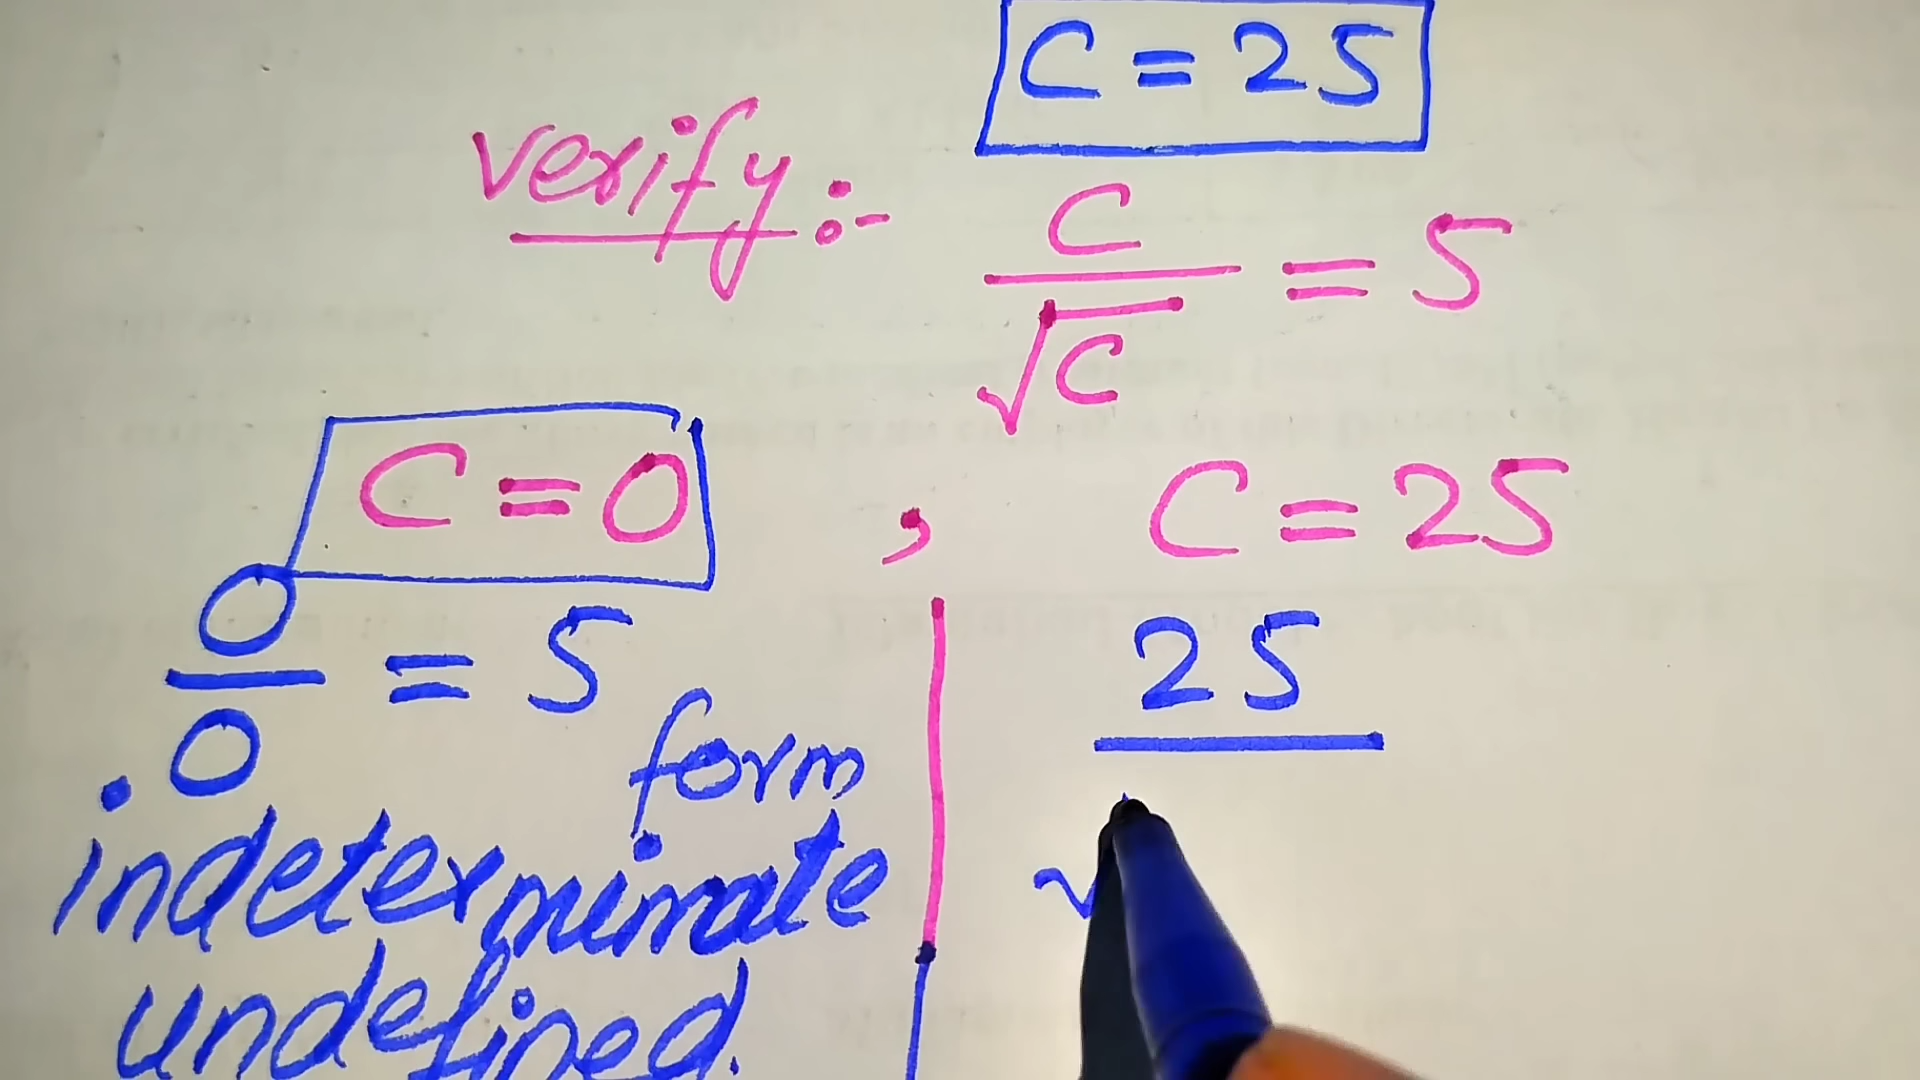 C = 25
verify :-
C
√C
= 5
C = 0 , C = 25
0
0
= 5
form
indeterminate
undefined.
25
√